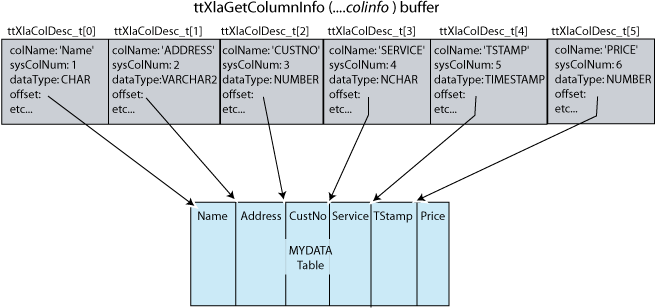 ttXlaGetColumnInfo (....colinfo ) buffer
ttXlaColDesc_t[0] ttXlaColDesc_t[1] ttXlaColDesc_t[2] ttXlaColDesc_t[3] ttXlaColDesc_t[4] ttXlaColDesc_t[5]
colName: 'Name' colName: 'ADDRESS' colName: 'CUSTNO' colName: 'SERVICE' colName: 'TSTAMP' colName: 'PRICE'
sysColNum: 1 sysColNum: 2 sysColNum: 3 sysColNum: 4 sysColNum: 5 sysColNum: 6
dataType: CHAR dataType:VARCHAR2 dataType: NUMBER dataType: NCHAR dataType: TIMESTAMP dataType: NUMBER
offset: offset: offset: offset: offset: offset:
etc... etc... etc... etc... etc... etc...
Name Address CustNo Service TStamp Price
MYDATA
Table